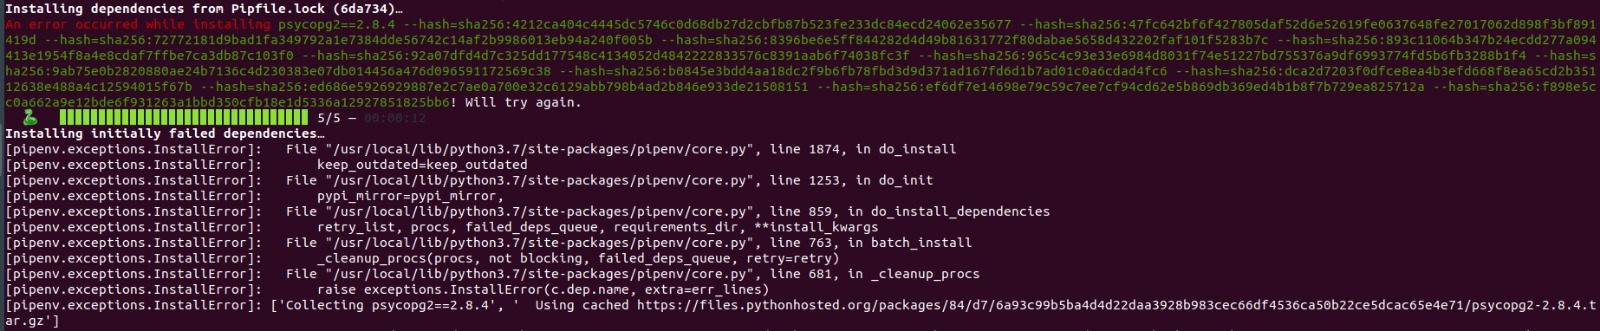 Installing dependencies from Pipfile.lock (6da734)…
An error occurred while installing psycopg2==2.8.4 --hash=sha256:4212ca404c4445dc5746c0d68db27d2cbfb87b523fe233dc84ecd24062e35677 --hash=sha256:47fc642bf6f427805daf52d6e52619fe0637648fe27017062d898f3bf891
419d --hash=sha256:72772181d9bad1fa349792a1e7384dde56742c14af2b9986013eb94a240f005b --hash=sha256:8396be6e5ff844282d4d49b81631772f80dabae5658d432202faf101f5283b7c --hash=sha256:893c11064b347b24ecdd277a094
413e1954f8a4e8cdaf7ffbe7ca3db87c103f0 --hash=sha256:92a07dfd4d7c325dd177548c4134052d4842222833576c8391aab6f74038fc3f --hash=sha256:965c4c93e33e6984d8031f74e51227bd755376a9df6993774fd5b6fb3288b1f4 --hash=s
ha256:9ab75e0b2820880ae24b7136c4d230383e07db014456a476d096591172569c38 --hash=sha256:b0845e3bdd4aa18dc2f9b6fb78fbd3d9d371ad167fd6d1b7ad01c0a6cdad4fc6 --hash=sha256:dca2d7203f0dfce8ea4b3efd668f8ea65cd2b351
12638e488a4c12594015f67b --hash=sha256:ed686e5926929887e2c7ae0a700e32c6129abb798b4ad2b846e933de21508151 --hash=sha256:ef6df7e14698e79c59c7ee7cf94cd62e5b869db369ed4b1b8f7b729ea825712a --hash=sha256:f898e5c
c0a662a9e12bde6f931263a1bbd350cfb18e1d5336a12927851825bb6! Will try again.
5/5 — 00:00:12
Installing initially failed dependencies…
[pipenv.exceptions.InstallError]:   File "/usr/local/lib/python3.7/site-packages/pipenv/core.py", line 1874, in do_install
[pipenv.exceptions.InstallError]:       keep_outdated=keep_outdated
[pipenv.exceptions.InstallError]:   File "/usr/local/lib/python3.7/site-packages/pipenv/core.py", line 1253, in do_init
[pipenv.exceptions.InstallError]:       pypi_mirror=pypi_mirror,
[pipenv.exceptions.InstallError]:   File "/usr/local/lib/python3.7/site-packages/pipenv/core.py", line 859, in do_install_dependencies
[pipenv.exceptions.InstallError]:       retry_list, procs, failed_deps_queue, requirements_dir, **install_kwargs
[pipenv.exceptions.InstallError]:   File "/usr/local/lib/python3.7/site-packages/pipenv/core.py", line 763, in batch_install
[pipenv.exceptions.InstallError]:       _cleanup_procs(procs, not blocking, failed_deps_queue, retry=retry)
[pipenv.exceptions.InstallError]:   File "/usr/local/lib/python3.7/site-packages/pipenv/core.py", line 681, in _cleanup_procs
[pipenv.exceptions.InstallError]:       raise exceptions.InstallError(c.dep.name, extra=err_lines)
[pipenv.exceptions.InstallError]: ['Collecting psycopg2==2.8.4', '  Using cached https://files.pythonhosted.org/packages/84/d7/6a93c99b5ba4d4d22daa3928b983cec66df4536ca50b22ce5dcac65e4e71/psycopg2-2.8.4.t
ar.gz']